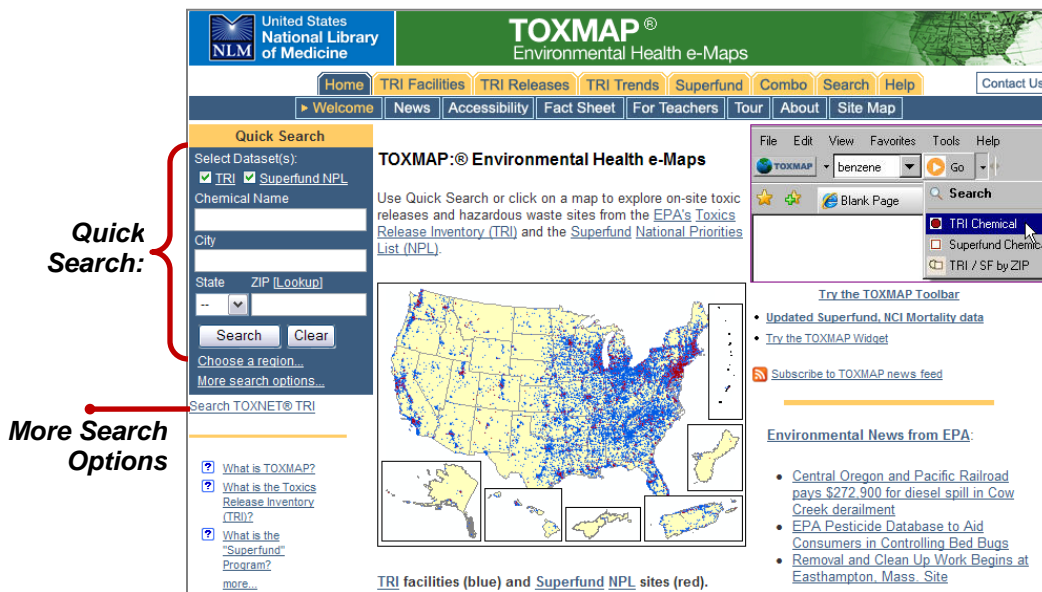 United States
National Library
of Medicine
NLM
TOXMAP ®
Environmental Health e-Maps
Home TRI Facilities TRI Releases TRI Trends Superfund Combo Search Help
Contact Us
► Welcome News Accessibility Fact Sheet For Teachers Tour About Site Map
Quick Search
Select Dataset(s):
TRI Superfund NPL
Chemical Name
City
State ZIP [Lookup]
--
Search Clear
Choose a region...
More search options...
Search TOXNET® TRI
Quick
Search:
More Search
Options
? What is TOXMAP?
? What is the Toxics
Release Inventory
(TRI)?
? What is the
"Superfund"
Program?
more...
TOXMAP:® Environmental Health e-Maps
Use Quick Search or click on a map to explore on-site toxic
releases and hazardous waste sites from the EPA's Toxics
Release Inventory (TRI) and the Superfund National Priorities
List (NPL).
TRI facilities (blue) and Superfund NPL sites (red).
File Edit View Favorites Tools Help
TOXMAP benzene Go
Blank Page
Search
TRI Chemical
Superfund Chemica
TRI / SF by ZIP
Try the TOXMAP Toolbar
• Updated Superfund, NCI Mortality data
• Try the TOXMAP Widget
Subscribe to TOXMAP news feed
Environmental News from EPA:
• Central Oregon and Pacific Railroad
pays $272,900 for diesel spill in Cow
Creek derailment
• EPA Pesticide Database to Aid
Consumers in Controlling Bed Bugs
• Removal and Clean Up Work Begins at
Easthampton, Mass. Site